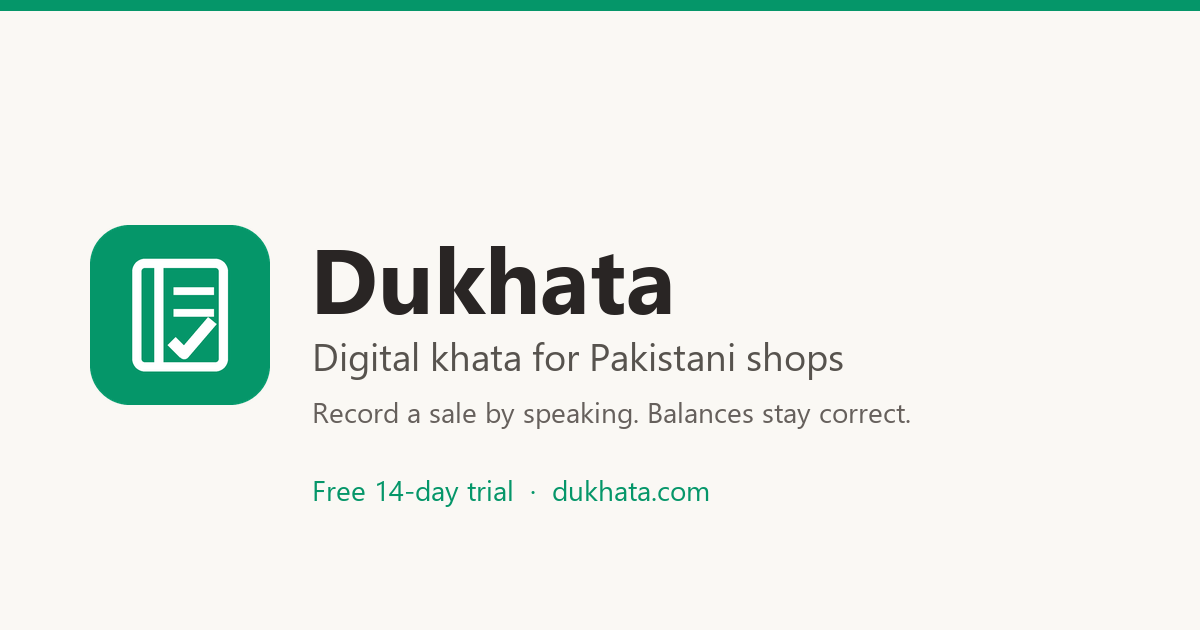 Dukhata
Digital khata for Pakistani shops
Record a sale by speaking. Balances stay correct.
Free 14-day trial · dukhata.com